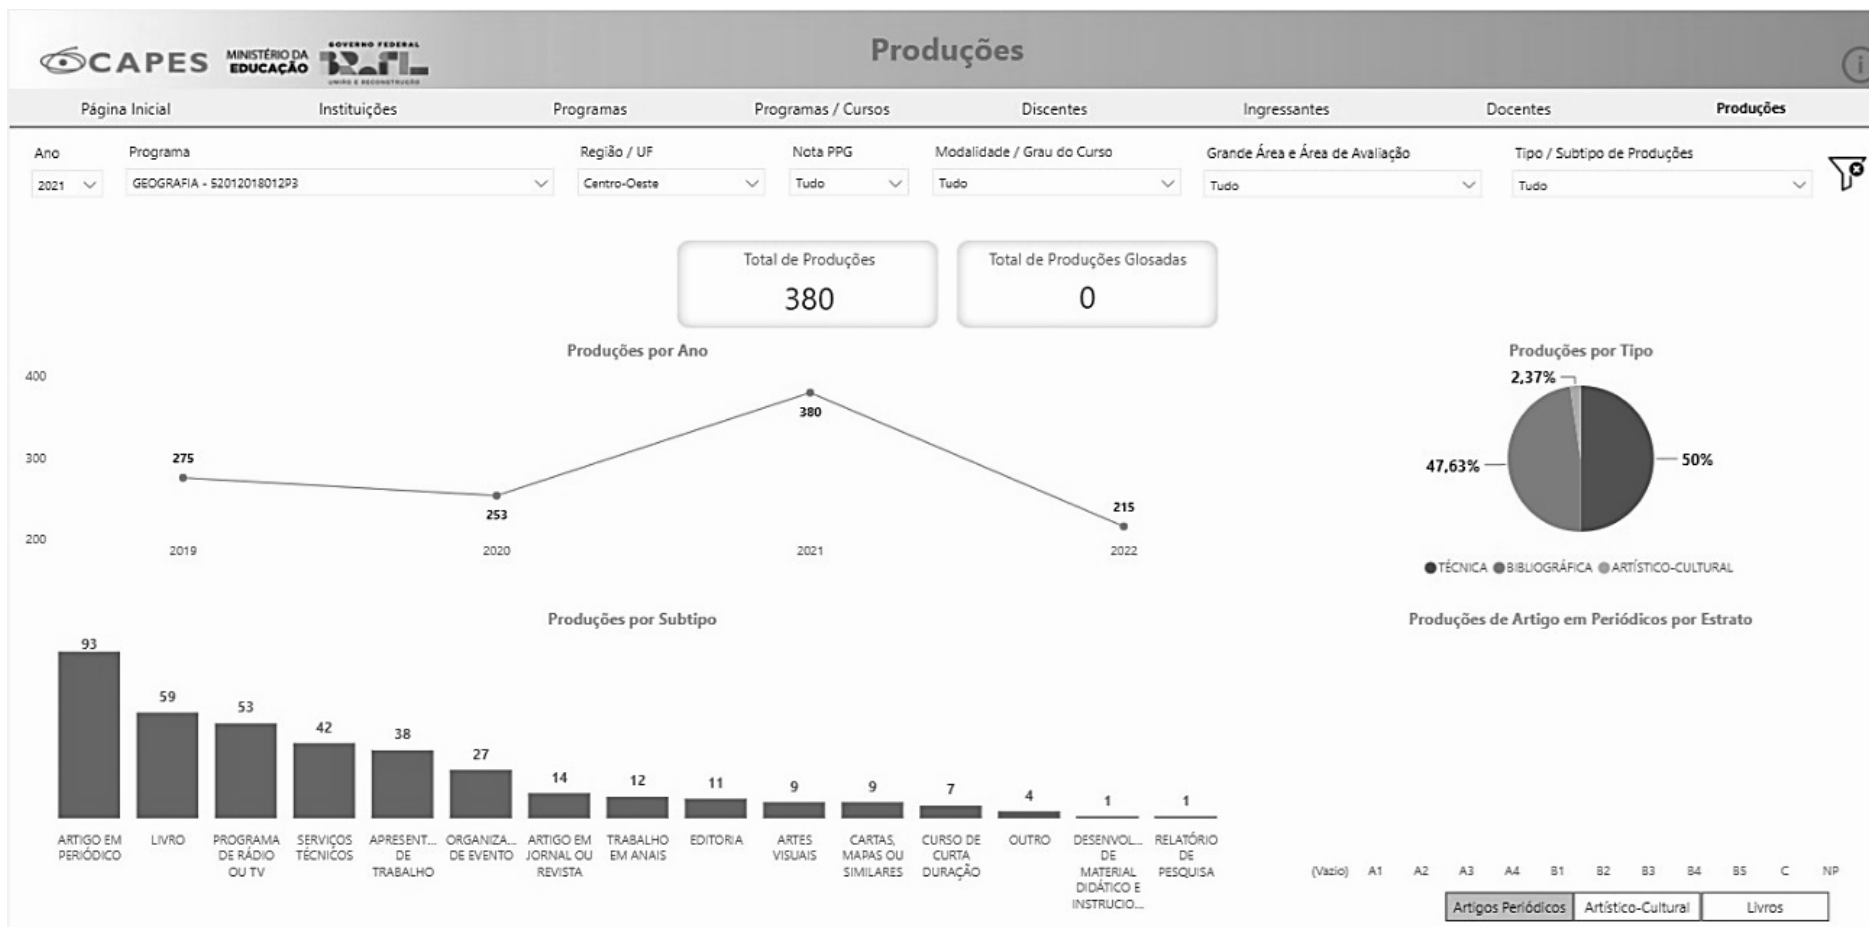 CAPES
MINISTÉRIO DA
EDUCAÇÃO
GOVERNO FEDERAL
BRASIL
UNIÃO E RECONSTRUÇÃO
Produções
i
Página Inicial Instituições Programas Programas / Cursos Discentes Ingressantes Docentes Produções
Ano Programa Região / UF Nota PPG Modalidade / Grau do Curso Grande Área e Área de Avaliação Tipo / Subtipo de Produções
2021 GEOGRAFIA - 52012018012P3 Centro-Oeste Tudo Tudo Tudo Tudo
Total de Produções
380
Total de Produções Glosadas
0
Produções por Ano
400
300
200
275
253
380
215
2019 2020 2021 2022
Produções por Tipo
2,37%
47,63%
50%
TÉCNICA BIBLIOGRÁFICA ARTÍSTICO-CULTURAL
Produções por Subtipo
93 59 53 42 38 27 14 12 11 9 9 7 4 1 1
ARTIGO EM
PERIÓDICO
LIVRO
PROGRAMA
DE RÁDIO
OU TV
SERVIÇOS
TÉCNICOS
APRESENT...
DE
TRABALHO
ORGANIZA...
DE EVENTO
ARTIGO EM
JORNAL OU
REVISTA
TRABALHO
EM ANAIS
EDITORIA
ARTES
VISUAIS
CARTAS,
MAPAS OU
SIMILARES
CURSO DE
CURTA
DURAÇÃO
OUTRO
DESENVOL...
DE
MATERIAL
DIDÁTICO E
INSTRUCIO...
RELATÓRIO
DE
PESQUISA
Produções de Artigo em Periódicos por Estrato
(Vazio) A1 A2 A3 A4 B1 B2 B3 B4 B5 C NP
Artigos Periódicos Artístico-Cultural Livros